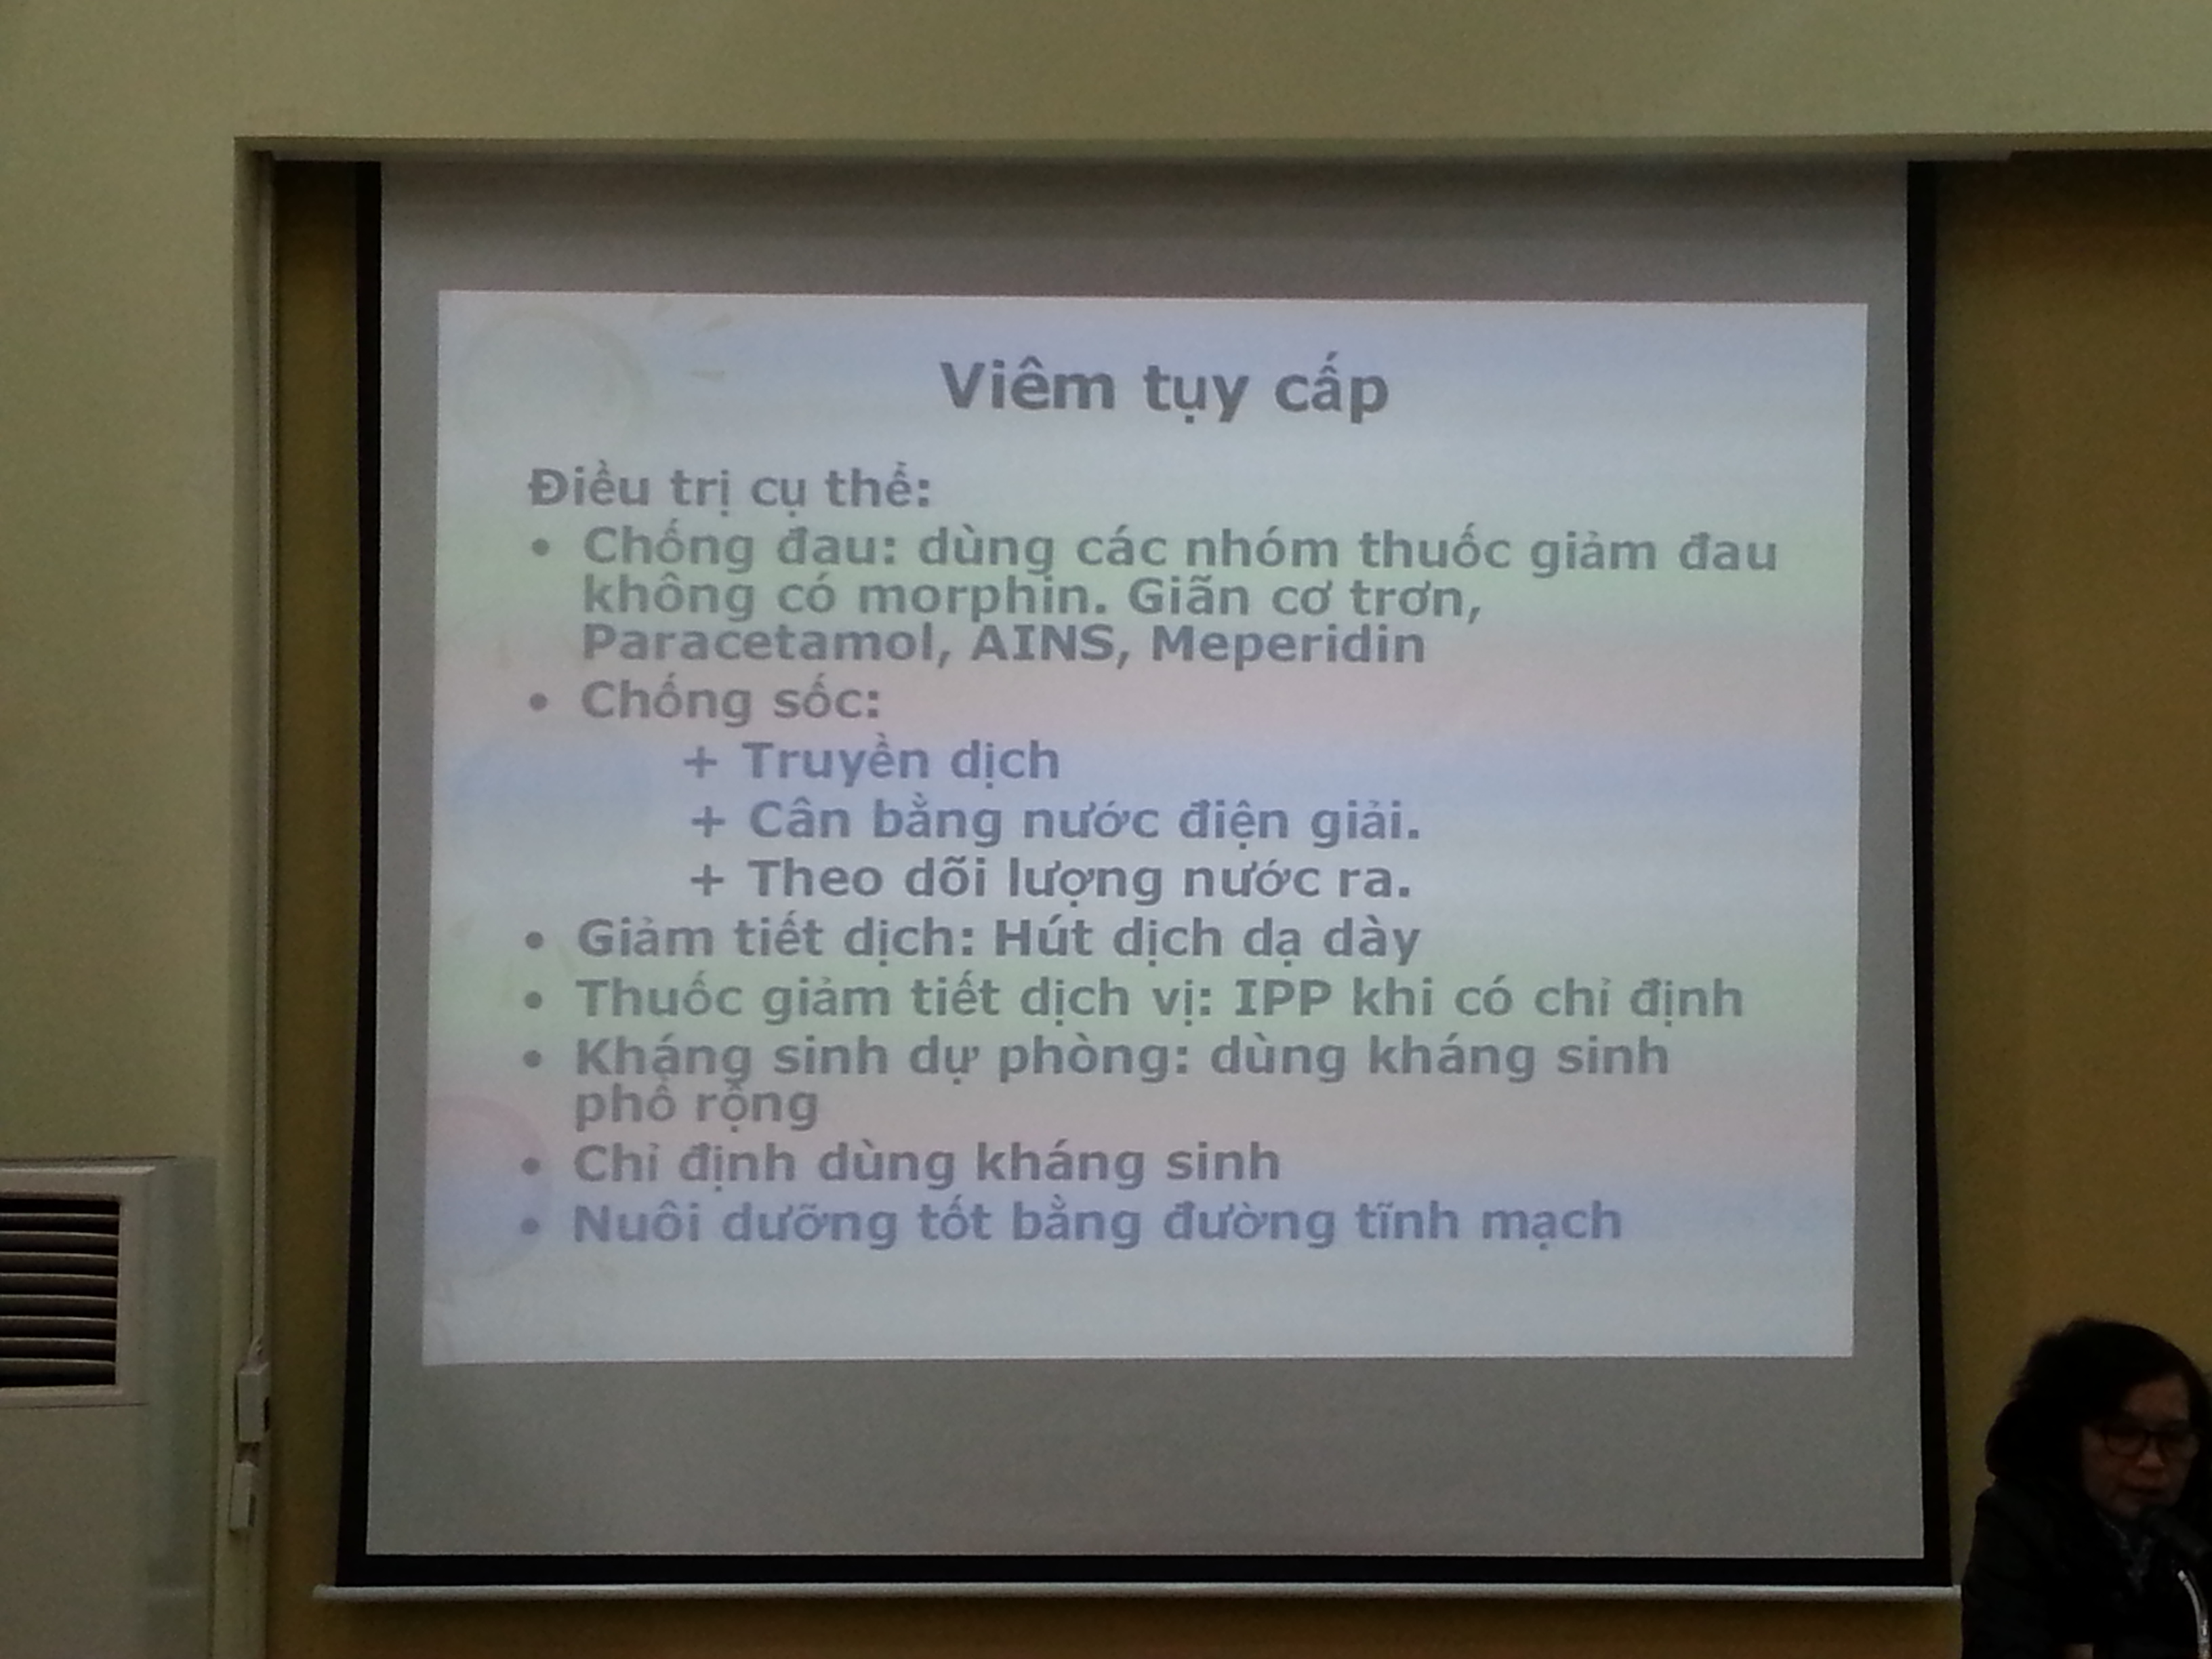 Viêm tụy cấp
Điều trị cụ thể:
• Chống đau: dùng các nhóm thuốc giảm đau
không có morphin. Giãn cơ trơn,
Paracetamol, AINS, Meperidin
• Chống sốc:
+ Truyền dịch
+ Cân bằng nước điện giải.
+ Theo dõi lượng nước ra.
• Giảm tiết dịch: Hút dịch dạ dày
• Thuốc giảm tiết dịch vị: IPP khi có chỉ định
• Kháng sinh dự phòng: dùng kháng sinh
phổ rộng
• Chỉ định dùng kháng sinh
• Nuôi dưỡng tốt bằng đường tĩnh mạch